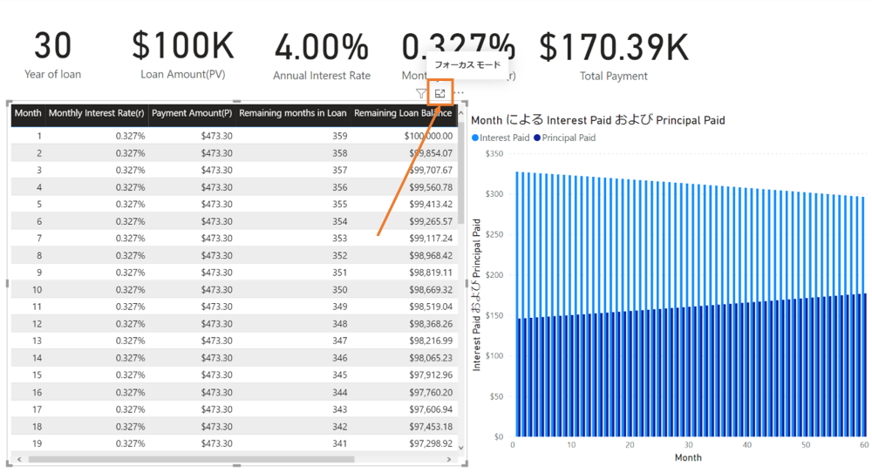 30
Year of loan
$100K
Loan Amount(PV)
4.00%
Annual Interest Rate
0.327%
$170.39K
Total Payment
フォーカス モード
Month Monthly Interest Rate(r) Payment Amount(P) Remaining months in Loan Remaining Loan Balance
1 0.327% $473.30 359 $100,000.00
2 0.327% $473.30 358 $99,854.07
3 0.327% $473.30 357 $99,707.67
4 0.327% $473.30 356 $99,560.78
5 0.327% $473.30 355 $99,413.42
6 0.327% $473.30 354 $99,265.57
7 0.327% $473.30 353 $99,117.24
8 0.327% $473.30 352 $98,968.42
9 0.327% $473.30 351 $98,819.11
10 0.327% $473.30 350 $98,669.32
11 0.327% $473.30 349 $98,519.04
12 0.327% $473.30 348 $98,368.26
13 0.327% $473.30 347 $98,216.99
14 0.327% $473.30 346 $98,065.23
15 0.327% $473.30 345 $97,912.96
16 0.327% $473.30 344 $97,760.20
17 0.327% $473.30 343 $97,606.94
18 0.327% $473.30 342 $97,453.18
19 0.327% $473.30 341 $97,298.92
Month による Interest Paid および Principal Paid
Interest Paid Principal Paid
$350
$300
$250
$200
$150
$100
$50
$0
Interest Paid および Principal Paid
0 10 20 30 40 50 60
Month